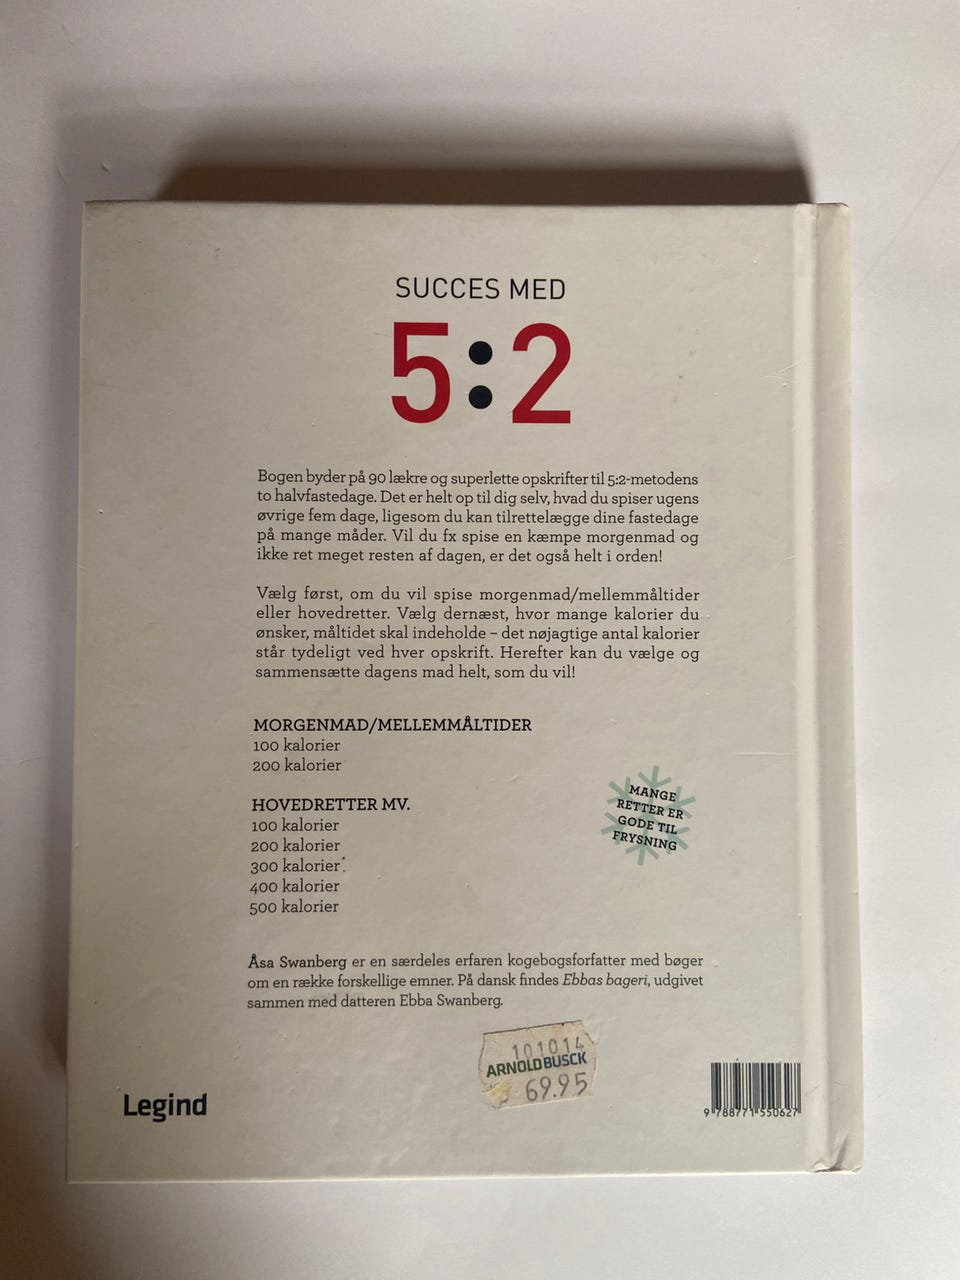 SUCCES MED
5:2
Bogen byder på 90 lækre og superlette opskrifter til 5:2-metodens
to halvfastedage. Det er helt op til dig selv, hvad du spiser ugens
øvrige fem dage, ligesom du kan tilrettelægge dine fastedage
på mange måder. Vil du fx spise en kæmpe morgenmad og
ikke ret meget resten af dagen, er det også helt i orden!
Vælg først, om du vil spise morgenmad/mellemmåltider
eller hovedretter. Vælg dernæst, hvor mange kalorier du
ønsker, måltidet skal indeholde – det nøjagtige antal kalorier
står tydeligt ved hver opskrift. Herefter kan du vælge og
sammensætte dagens mad helt, som du vil!
MORGENMAD/MELLEMMÅLTIDER
100 kalorier
200 kalorier
HOVEDRETTER MV.
100 kalorier
200 kalorier
300 kalorier
400 kalorier
500 kalorier
MANGE
RETTER ER
GODE TIL
FRYSNING
Åsa Swanberg er en særdeles erfaren kogebogsforfatter med bøger
om en række forskellige emner. På dansk findes Ebbas bageri, udgivet
sammen med datteren Ebba Swanberg.
101014
ARNOLD BUSCK
69.95
Legind
9 788771 550627